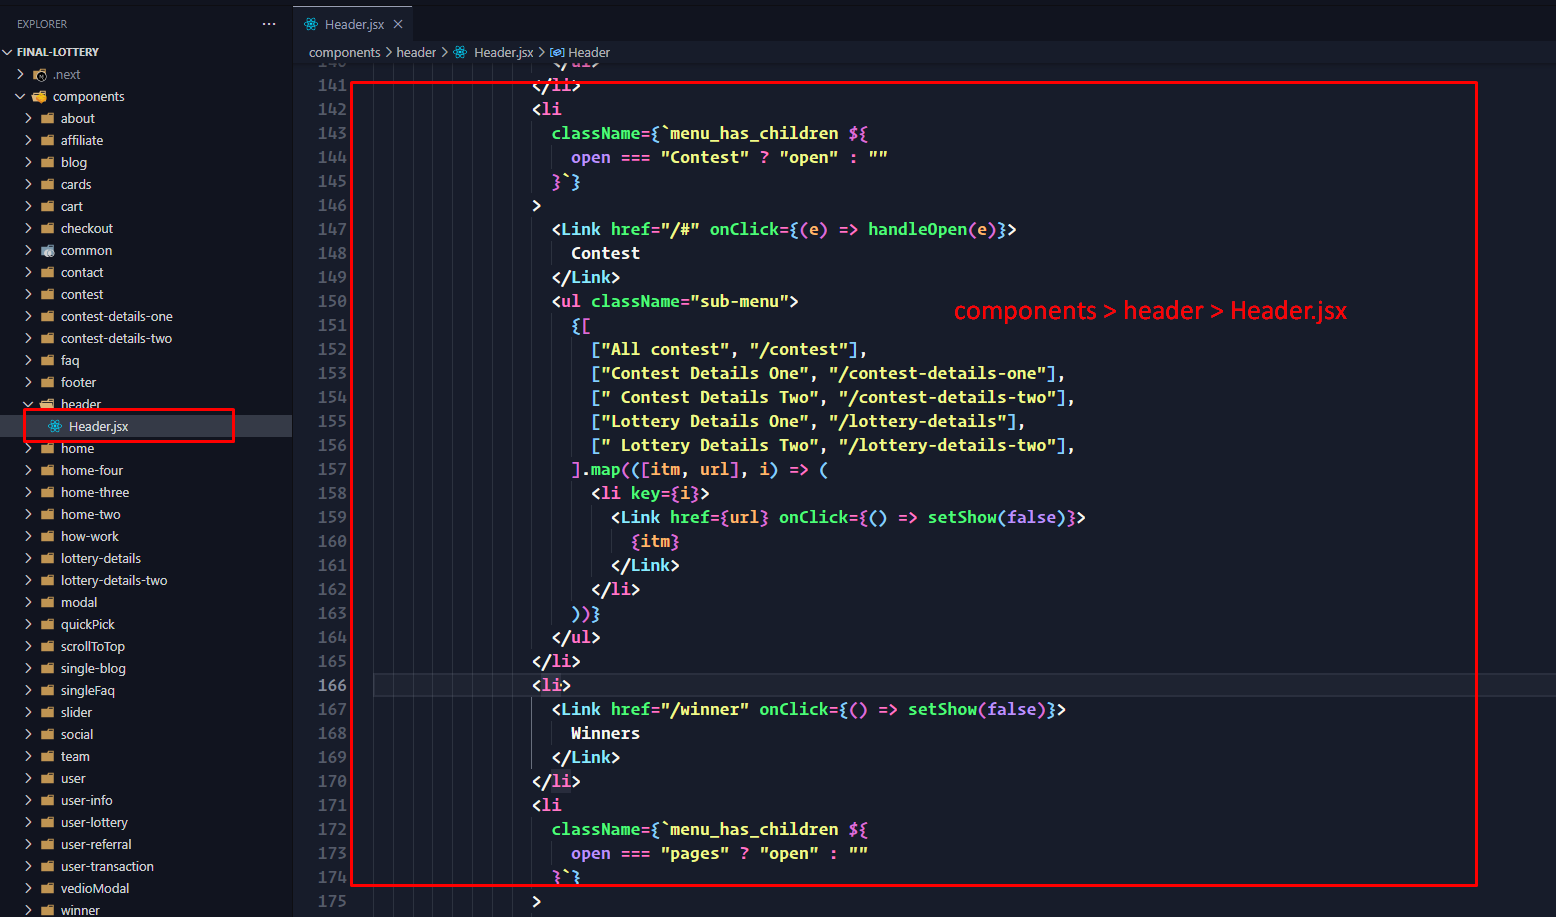 EXPLORER
···
FINAL-LOTTERY
.next
components
about
affiliate
blog
cards
cart
checkout
common
contact
contest
contest-details-one
contest-details-two
faq
footer
header
Header.jsx
home
home-four
home-three
home-two
how-work
lottery-details
lottery-details-two
modal
quickPick
scrollToTop
single-blog
singleFaq
slider
social
team
user
user-info
user-lottery
user-referral
user-transaction
vedioModal
winner
Header.jsx
components > header > Header.jsx > Header
140 </ul>
141 </li>
142 <li
143 className={`menu_has_children ${
144 open === "Contest" ? "open" : ""
145 }`}
146 >
147 <Link href="/#" onClick={(e) => handleOpen(e)}>
148 Contest
149 </Link>
150 <ul className="sub-menu">
151 {[
152 ["All contest", "/contest"],
153 ["Contest Details One", "/contest-details-one"],
154 [" Contest Details Two", "/contest-details-two"],
155 ["Lottery Details One", "/lottery-details"],
156 [" Lottery Details Two", "/lottery-details-two"],
157 ].map(([itm, url], i) => (
158 <li key={i}>
159 <Link href={url} onClick={() => setShow(false)}>
160 {itm}
161 </Link>
162 </li>
163 ))}
164 </ul>
165 </li>
166 <li>
167 <Link href="/winner" onClick={() => setShow(false)}>
168 Winners
169 </Link>
170 </li>
171 <li
172 className={`menu_has_children ${
173 open === "pages" ? "open" : ""
174 }`}
175 >
components > header > Header.jsx